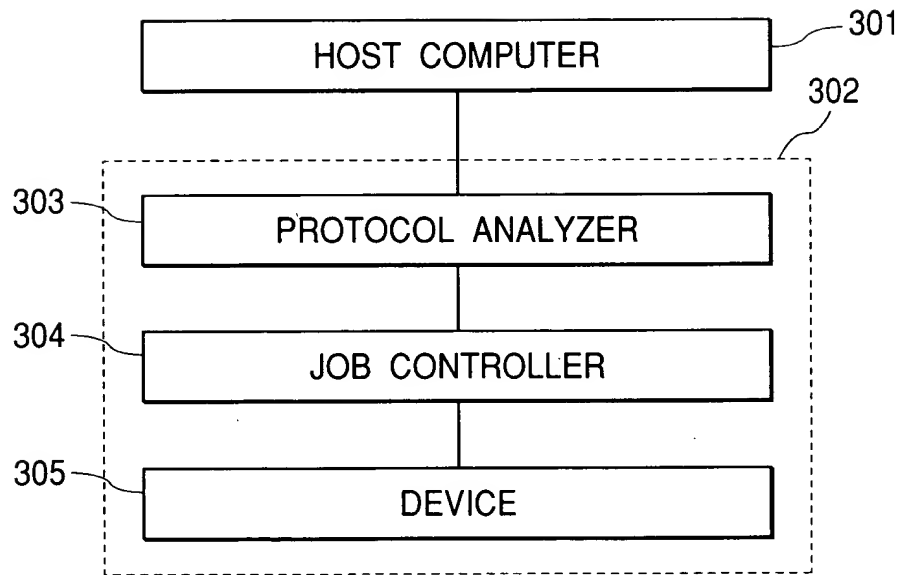 HOST COMPUTER
301
302
303
PROTOCOL ANALYZER
304
JOB CONTROLLER
305
DEVICE